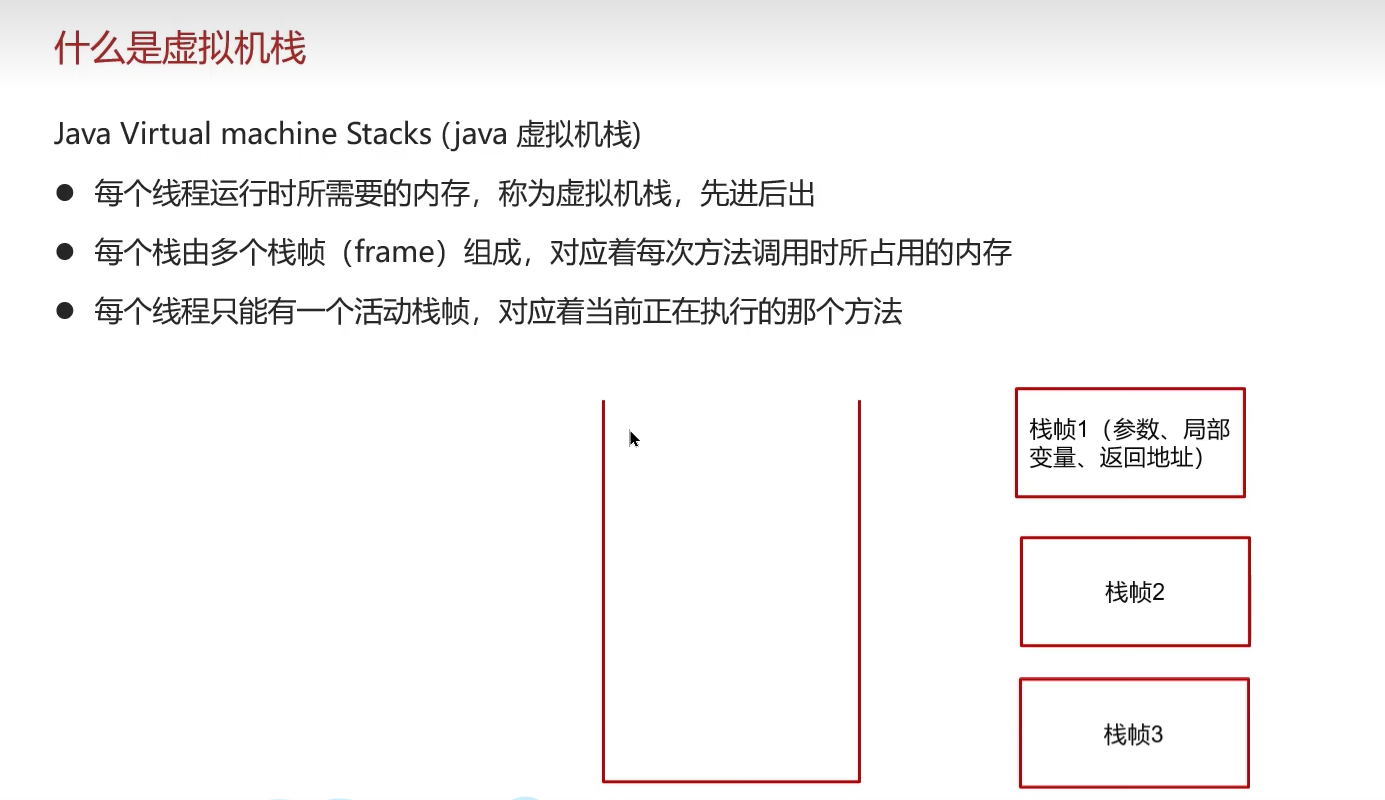 什么是虚拟机栈
Java Virtual machine Stacks (java 虚拟机栈)
● 每个线程运行时所需要的内存，称为虚拟机栈，先进后出
● 每个栈由多个栈帧（frame）组成，对应着每次方法调用时所占用的内存
● 每个线程只能有一个活动栈帧，对应着当前正在执行的那个方法
栈帧1（参数、局部
变量、返回地址）
栈帧2
栈帧3